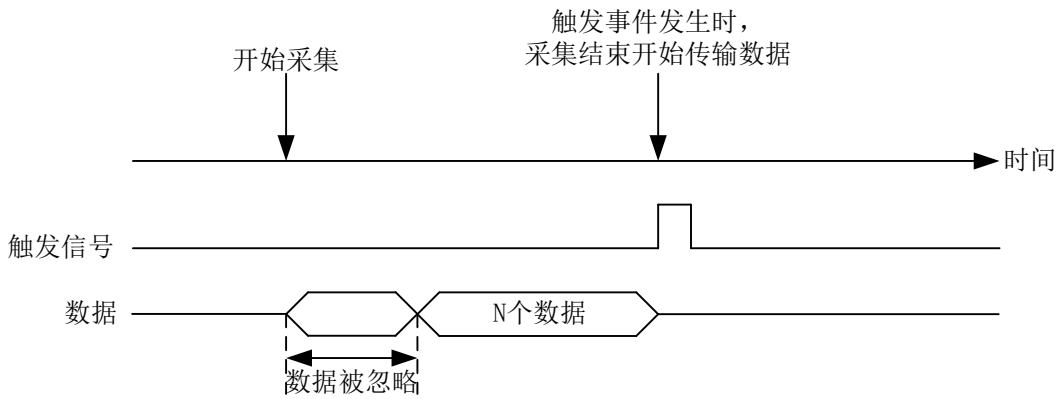 触发事件发生时，
采集结束开始传输数据
开始采集
时间
触发信号
数据
N个数据
数据被忽略